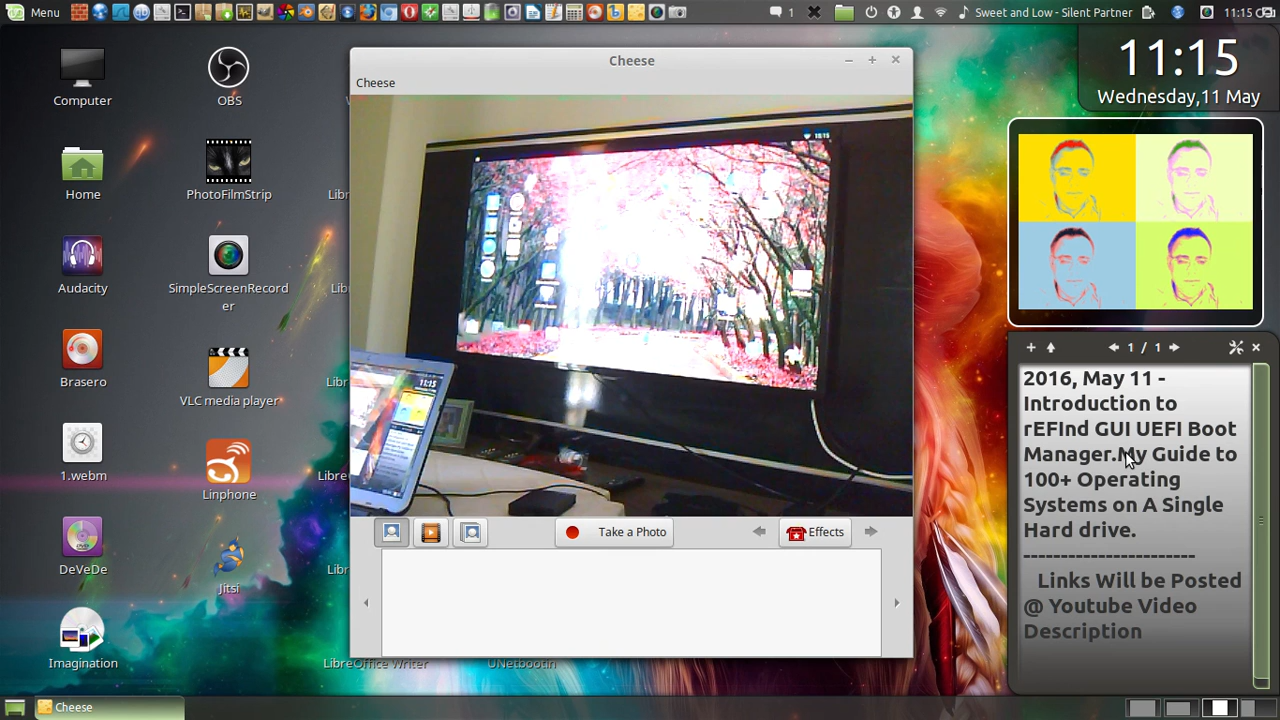 Menu
1
Sweet and Low - Silent Partner
11:15
Computer
OBS
Home
PhotoFilmStrip
Audacity
SimpleScreenRecord
er
Brasero
VLC media player
1.webm
Linphone
DeVeDe
Jitsi
Imagination
LibreOffice Writer
UNetbootin
Cheese
Cheese
Take a Photo
Effects
11:15
Wednesday,11 May
1 / 1
2016, May 11 -
Introduction to
rEFInd GUI UEFI Boot
Manager.My Guide to
100+ Operating
Systems on A Single
Hard drive.
-----------------------
Links Will be Posted
@ Youtube Video
Description
Cheese